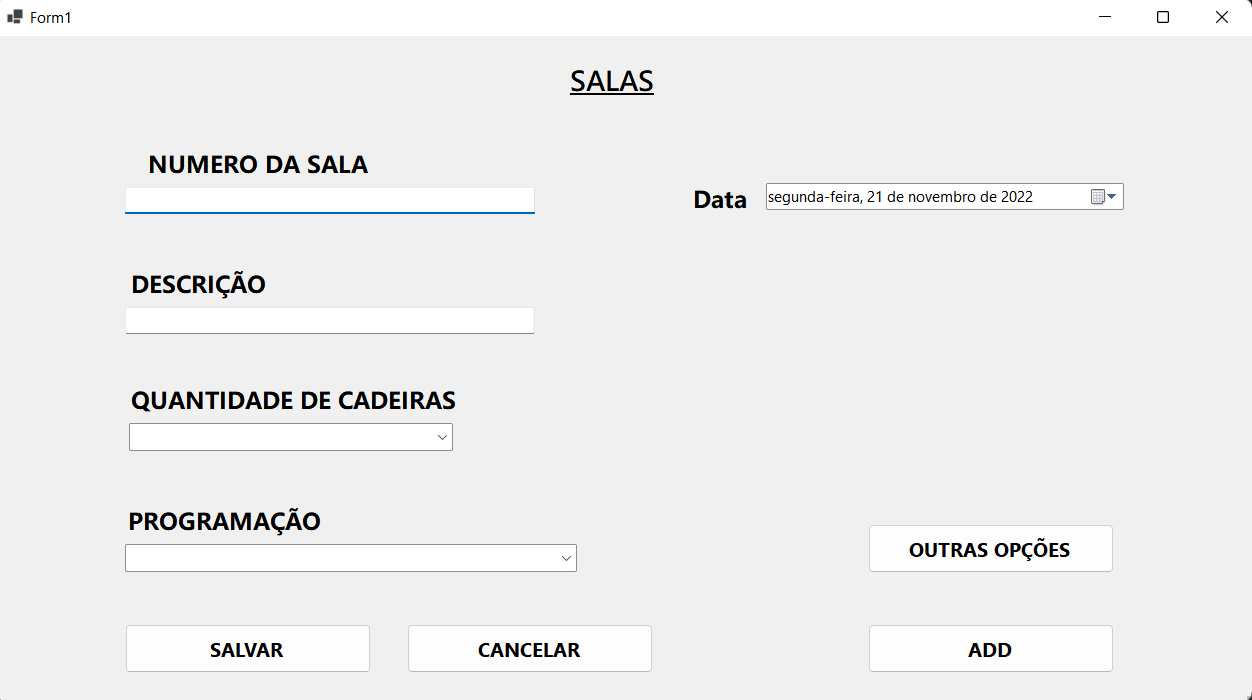 Form1
SALAS
NUMERO DA SALA
Data
segunda-feira, 21 de novembro de 2022
DESCRIÇÃO
QUANTIDADE DE CADEIRAS
PROGRAMAÇÃO
OUTRAS OPÇÕES
SALVAR
CANCELAR
ADD